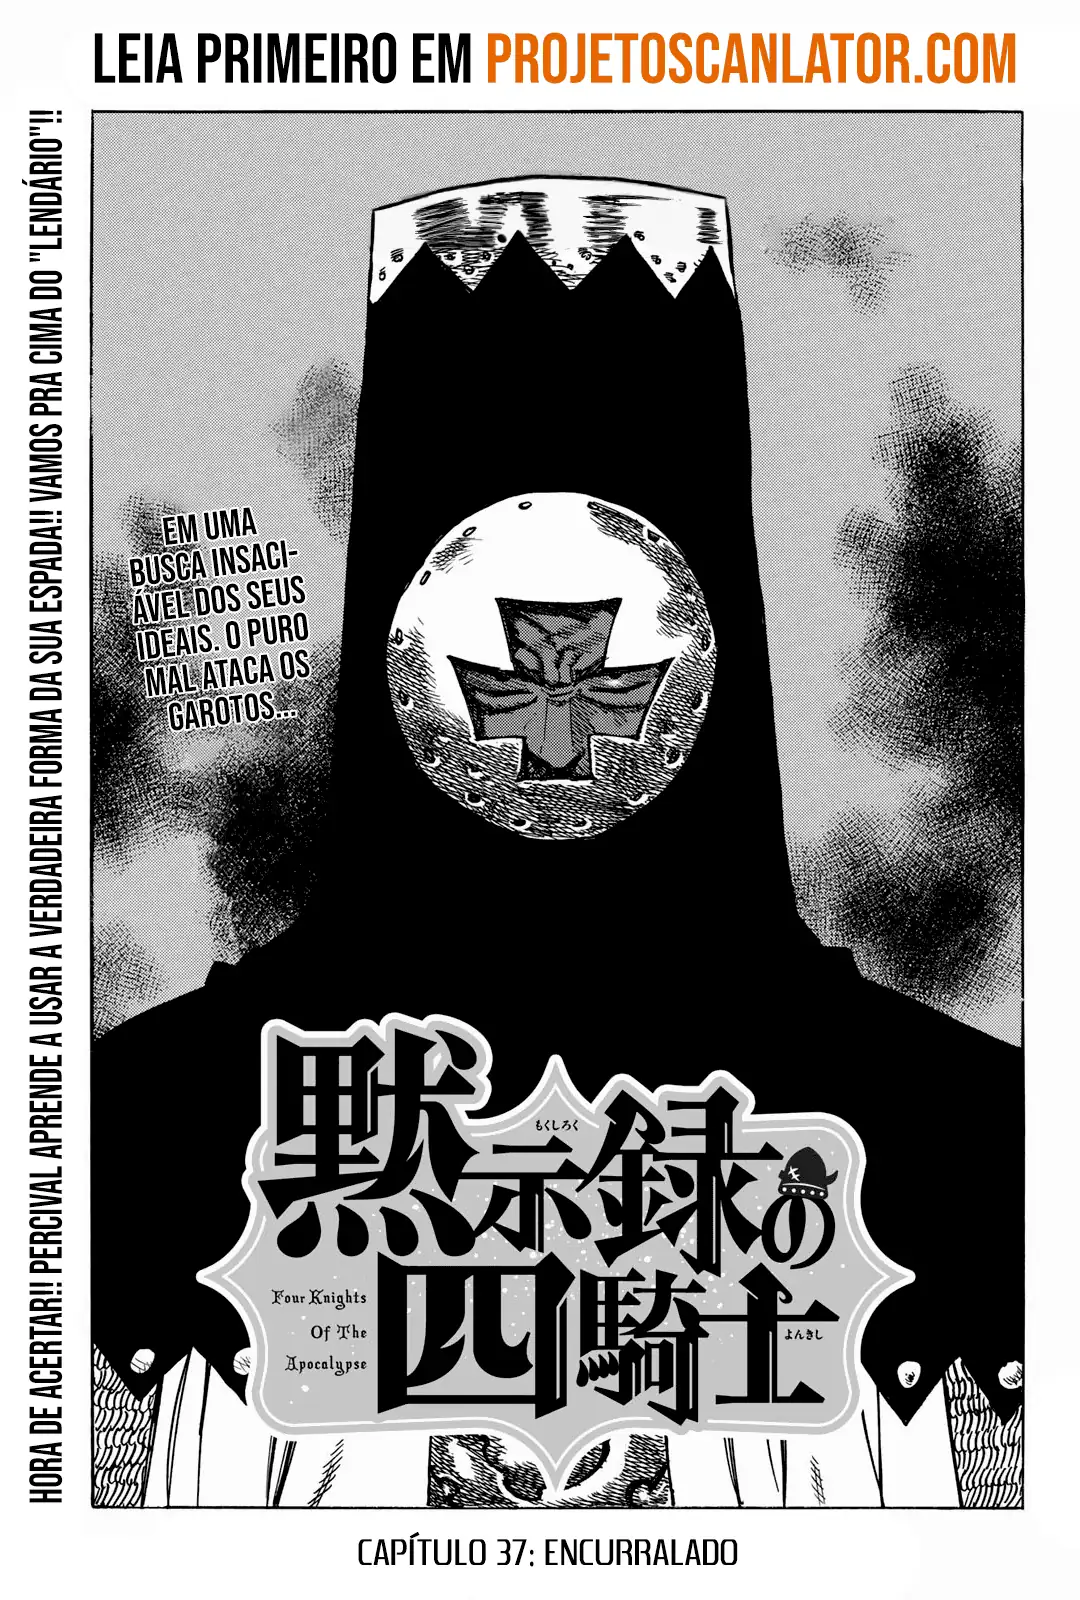 LEIA PRIMEIRO EM PROJETOSCANLATOR.COM
HORA DE ACERTAR!! PERCIVAL APRENDE A USAR A VERDADEIRA FORMA DA SUA ESPADA!! VAMOS PRA CIMA DO "LENDÁRIO"!!
EM UMA
BUSCA INSACI-
ÁVEL DOS SEUS
IDEAIS. O PURO
MAL ATACA OS
GAROTOS...
黙示録の
もくしろく
四騎士
よんきし
Four Knights
Of The
Apocalypse
CAPÍTULO 37: ENCURRALADO